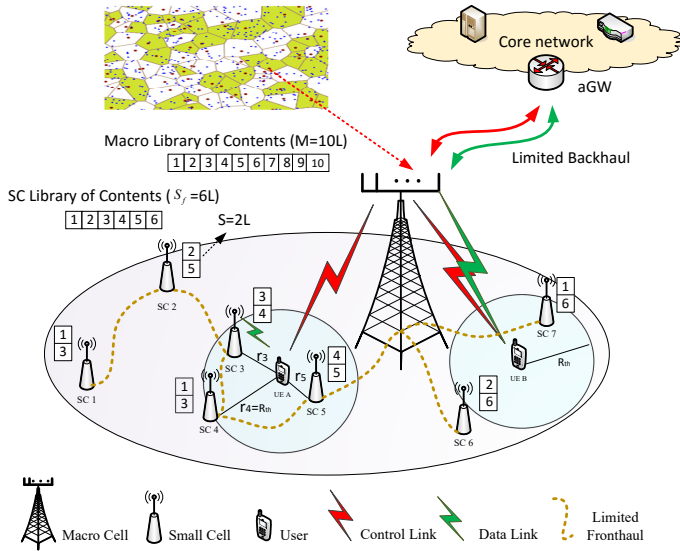 Core network
aGW
Macro Library of Contents (M=10L)
1 2 3 4 5 6 7 8 9 10
Limited Backhaul
SC Library of Contents ( S_f =6L)
1 2 3 4 5 6
S=2L
2
5
SC 2
1
3
SC 1
3
4
SC 3
r3
UE A
r5
4
5
SC 5
1
3
SC 4
r4=Rth
1
6
SC 7
Rth
UE B
2
6
SC 6
Macro Cell
Small Cell
User
Control Link
Data Link
Limited
Fronthaul